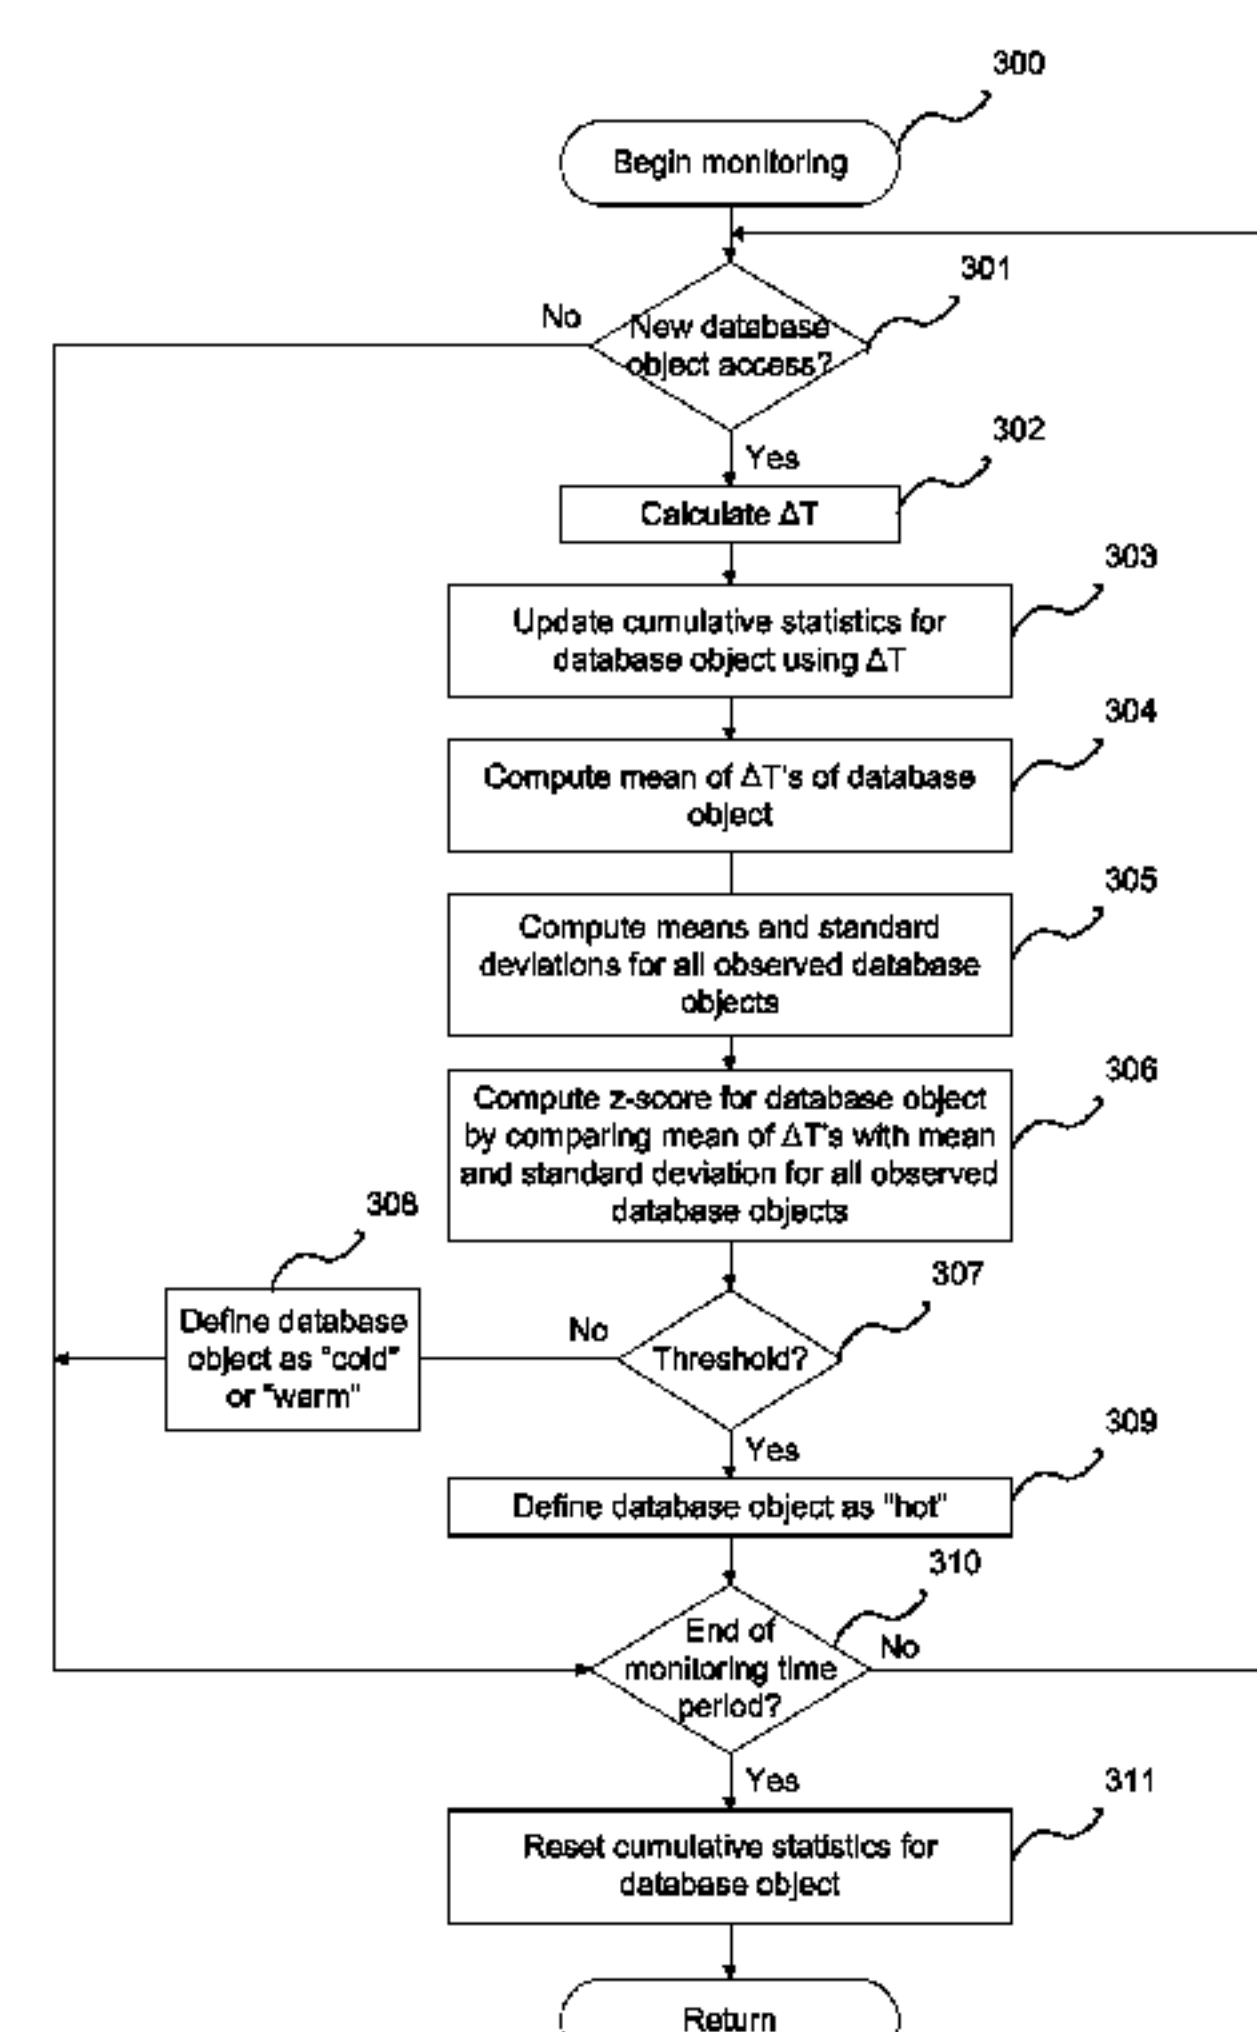 300
Begin monitoring
301
No
New database
object access?
302
Yes
Calculate ΔT
303
Update cumulative statistics for
database object using ΔT
304
Compute mean of ΔT's of database
object
305
Compute means and standard
deviations for all observed database
objects
306
Compute z-score for database object
by comparing mean of ΔT's with mean
and standard deviation for all observed
database objects
308
307
Define database
object as "cold"
or "warm"
No
Threshold?
309
Yes
Define database object as "hot"
310
End of
monitoring time
period?
No
Yes
311
Reset cumulative statistics for
database object
Return